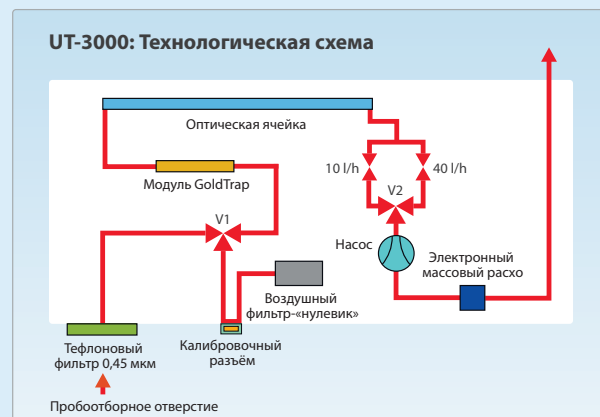 UT-3000: Технологическая схема
Оптическая ячейка
Модуль GoldTrap
10 l/h
40 l/h
V2
V1
Насос
Электронный
массовый расхо
Воздушный
фильтр-«нулевик»
Тефлоновый
фильтр 0,45 мкм
Калибровочный
разъём
Пробоотборное отверстие